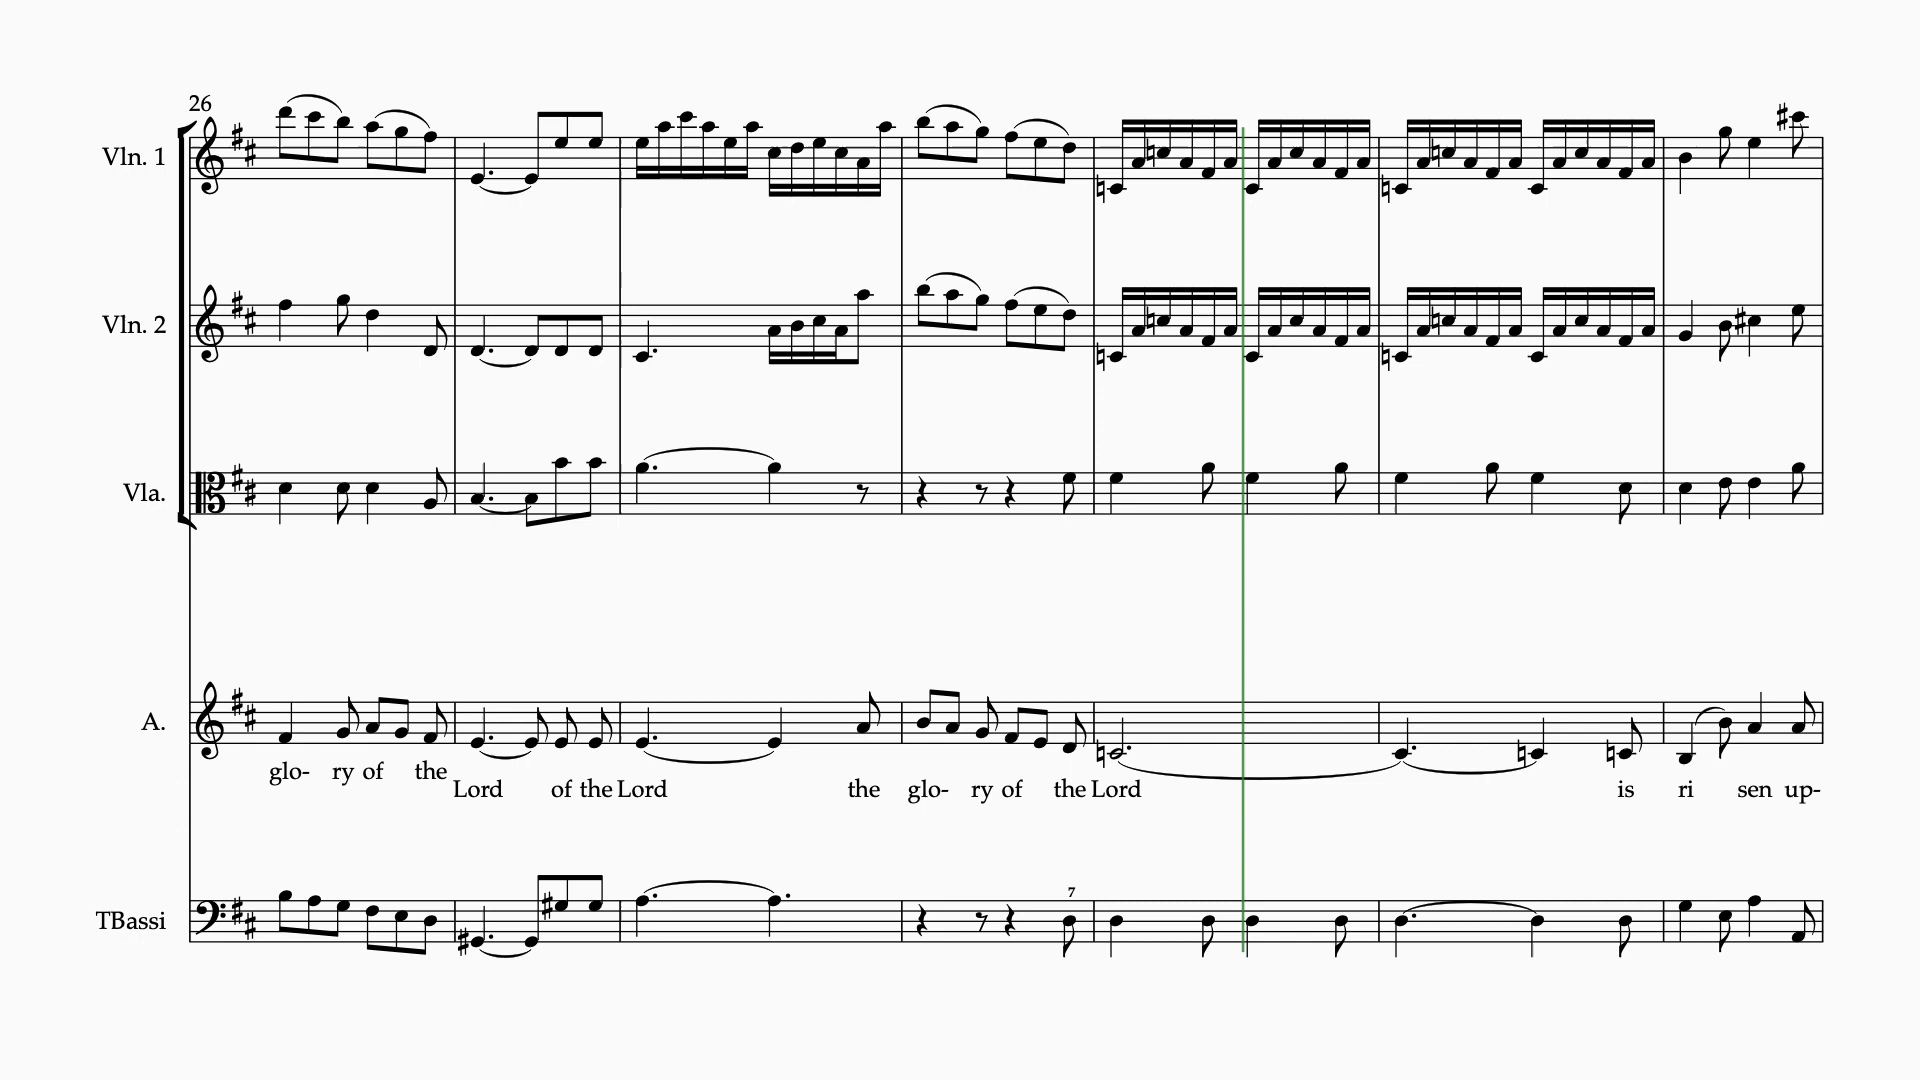 26
Vln. 1
Vln. 2
Vla.
A.
glo- ry of the
Lord of the Lord the glo- ry of the Lord is ri sen up-
7
TBassi